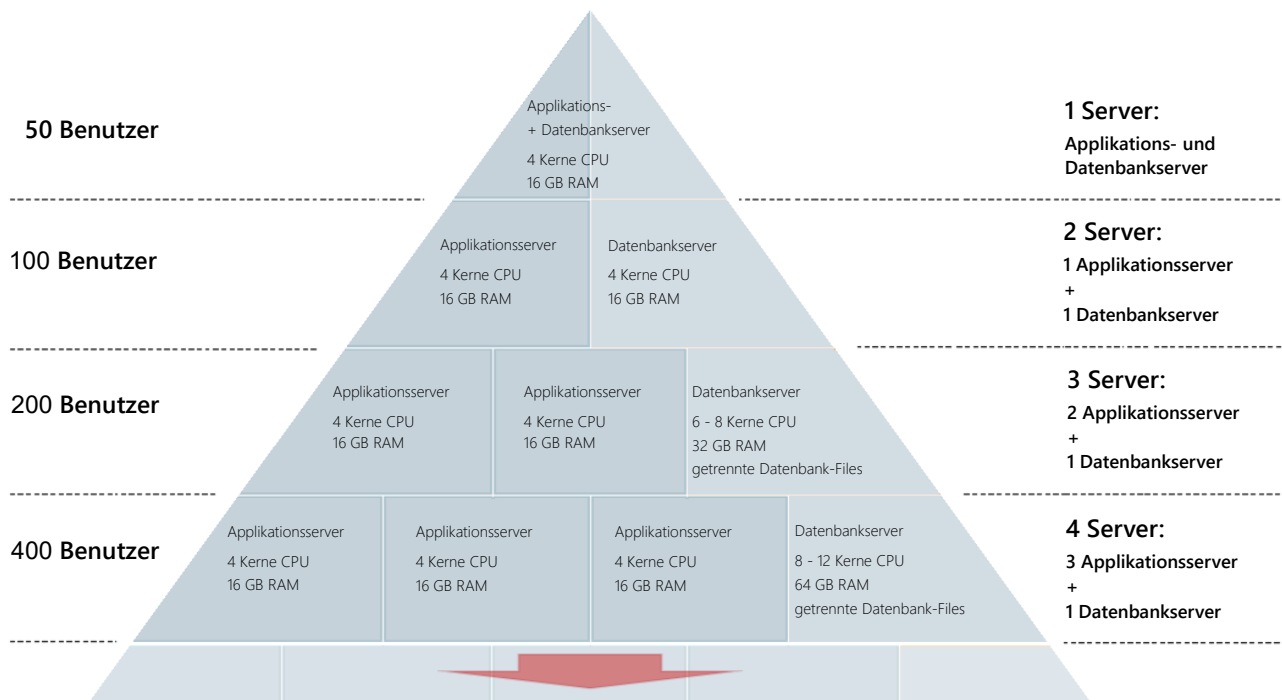 50 Benutzer
Applikations-
+ Datenbankserver
4 Kerne CPU
16 GB RAM
1 Server:
Applikations- und
Datenbankserver
100 Benutzer
Applikationsserver
4 Kerne CPU
16 GB RAM
Datenbankserver
4 Kerne CPU
16 GB RAM
2 Server:
1 Applikationsserver
+
1 Datenbankserver
200 Benutzer
Applikationsserver
4 Kerne CPU
16 GB RAM
Applikationsserver
4 Kerne CPU
16 GB RAM
Datenbankserver
6 - 8 Kerne CPU
32 GB RAM
getrennte Datenbank-Files
3 Server:
2 Applikationsserver
+
1 Datenbankserver
400 Benutzer
Applikationsserver
4 Kerne CPU
16 GB RAM
Applikationsserver
4 Kerne CPU
16 GB RAM
Applikationsserver
4 Kerne CPU
16 GB RAM
Datenbankserver
8 - 12 Kerne CPU
64 GB RAM
getrennte Datenbank-Files
4 Server:
3 Applikationsserver
+
1 Datenbankserver